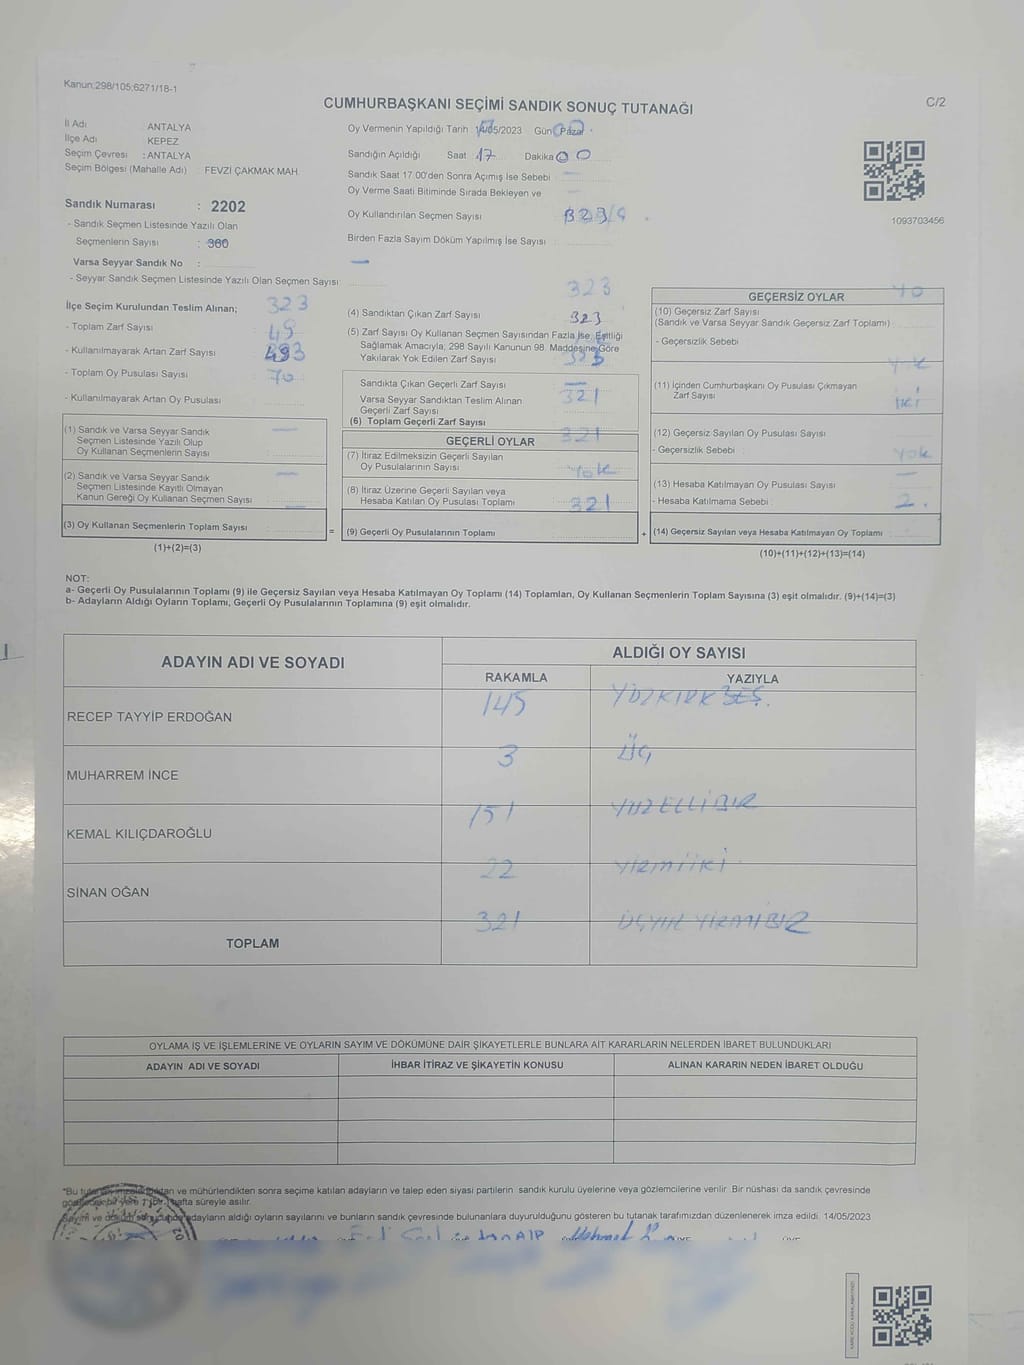 Kanun:298/105;6271/18-1
CUMHURBAŞKANI SEÇİMİ SANDIK SONUÇ TUTANAĞI
C/2
İl Adı : ANTALYA
İlçe Adı : KEPEZ
Seçim Çevresi : ANTALYA
Seçim Bölgesi (Mahalle Adı) : FEVZİ ÇAKMAK MAH
Sandık Numarası : 2202
- Sandık Seçmen Listesinde Yazılı Olan
Seçmenlerin Sayısı : 360
Varsa Seyyar Sandık No :
- Seyyar Sandık Seçmen Listesinde Yazılı Olan Seçmen Sayısı:
Oy Vermenin Yapıldığı Tarih : 14/05/2023 Gün Pazar
Sandığın Açıldığı Saat 17 Dakika 00
Sandık Saat 17.00'den Sonra Açımış İse Sebebi
Oy Verme Saati Bitiminde Sırada Bekleyen ve
Oy Kullandırılan Seçmen Sayısı
Birden Fazla Sayım Döküm Yapılmış İse Sayısı
1093703456
İlçe Seçim Kurulundan Teslim Alınan; 323
- Toplam Zarf Sayısı 49
- Kullanılmayarak Artan Zarf Sayısı
- Toplam Oy Pusulası Sayısı 70
- Kullanılmayarak Artan Oy Pusulası
(1) Sandık ve Varsa Seyyar Sandık
Seçmen Listesinde Yazılı Olup
Oy Kullanan Seçmenlerin Sayısı
(2) Sandık ve Varsa Seyyar Sandık
Seçmen Listesinde Kayıtlı Olmayan
Kanun Gereği Oy Kullanan Seçmen Sayısı
(3) Oy Kullanan Seçmenlerin Toplam Sayısı =
(1)+(2)=(3)
323
(4) Sandıktan Çıkan Zarf Sayısı 323
(5) Zarf Sayısı Oy Kullanan Seçmen Sayısından Fazla İse, Eşitliği
Sağlamak Amacıyla; 298 Sayılı Kanunun 98. Maddesine Göre
Yakılarak Yok Edilen Zarf Sayısı
Sandıkta Çıkan Geçerli Zarf Sayısı
Varsa Seyyar Sandıktan Teslim Alınan 321
Geçerli Zarf Sayısı
(6) Toplam Geçerli Zarf Sayısı
321
GEÇERLİ OYLAR
(7) İtiraz Edilmeksizin Geçerli Sayılan
Oy Pusulalarının Sayısı Yok
(8) İtiraz Üzerine Geçerli Sayılan veya
Hesaba Katılan Oy Pusulası Toplamı 321
(9) Geçerli Oy Pusulalarının Toplamı +
GEÇERSİZ OYLAR
(10) Geçersiz Zarf Sayısı
(Sandık ve Varsa Seyyar Sandık Geçersiz Zarf Toplamı)
- Geçersizlik Sebebi
Yok
(11) İçinden Cumhurbaşkanı Oy Pusulası Çıkmayan
Zarf Sayısı iki
(12) Geçersiz Sayılan Oy Pusulası Sayısı
- Geçersizlik Sebebi : Yok
(13) Hesaba Katılmayan Oy Pusulası Sayısı
- Hesaba Katılmama Sebebi : 2
(14) Geçersiz Sayılan veya Hesaba Katılmayan Oy Toplamı
(10)+(11)+(12)+(13)=(14)
NOT:
a- Geçerli Oy Pusulalarının Toplamı (9) ile Geçersiz Sayılan veya Hesaba Katılmayan Oy Toplamı (14) Toplamları, Oy Kullanan Seçmenlerin Toplam Sayısına (3) eşit olmalıdır. (9)+(14)=(3)
b- Adayların Aldığı Oyların Toplamı, Geçerli Oy Pusulalarının Toplamına (9) eşit olmalıdır.
ADAYIN ADI VE SOYADI
ALDIĞI OY SAYISI
RAKAMLA YAZIYLA
RECEP TAYYİP ERDOĞAN 145 YÜZKIRK BEŞ
MUHARREM İNCE 3 ÜÇ
KEMAL KILIÇDAROĞLU 151 YÜZELLİBİR
SİNAN OĞAN 22 YİRMİİKİ
TOPLAM 321 ÜÇYÜZ YİRMİBİR
OYLAMA İŞ VE İŞLEMLERİNE VE OYLARIN SAYIM VE DÖKÜMÜNE DAİR ŞİKAYETLERLE BUNLARA AİT KARARLARIN NELERDEN İBARET BULUNDUKLARI
ADAYIN ADI VE SOYADI İHBAR İTİRAZ VE ŞİKAYETİN KONUSU ALINAN KARARIN NEDEN İBARET OLDUĞU
ve mühürlendikten sonra seçime katılan adayların ve talep eden siyasi partilerin sandık kurulu üyelerine veya gözlemcilerine verilir. Bir nüshası da sandık çevresinde
hafta süreyle asılır.
Sayım ve döküm sonucunda adayların aldığı oyların sayılarını ve bunların sandık çevresinde bulunanlara duyurulduğunu gösteren bu tutanak tarafımızdan düzenlenerek imza edildi. 14/05/2023